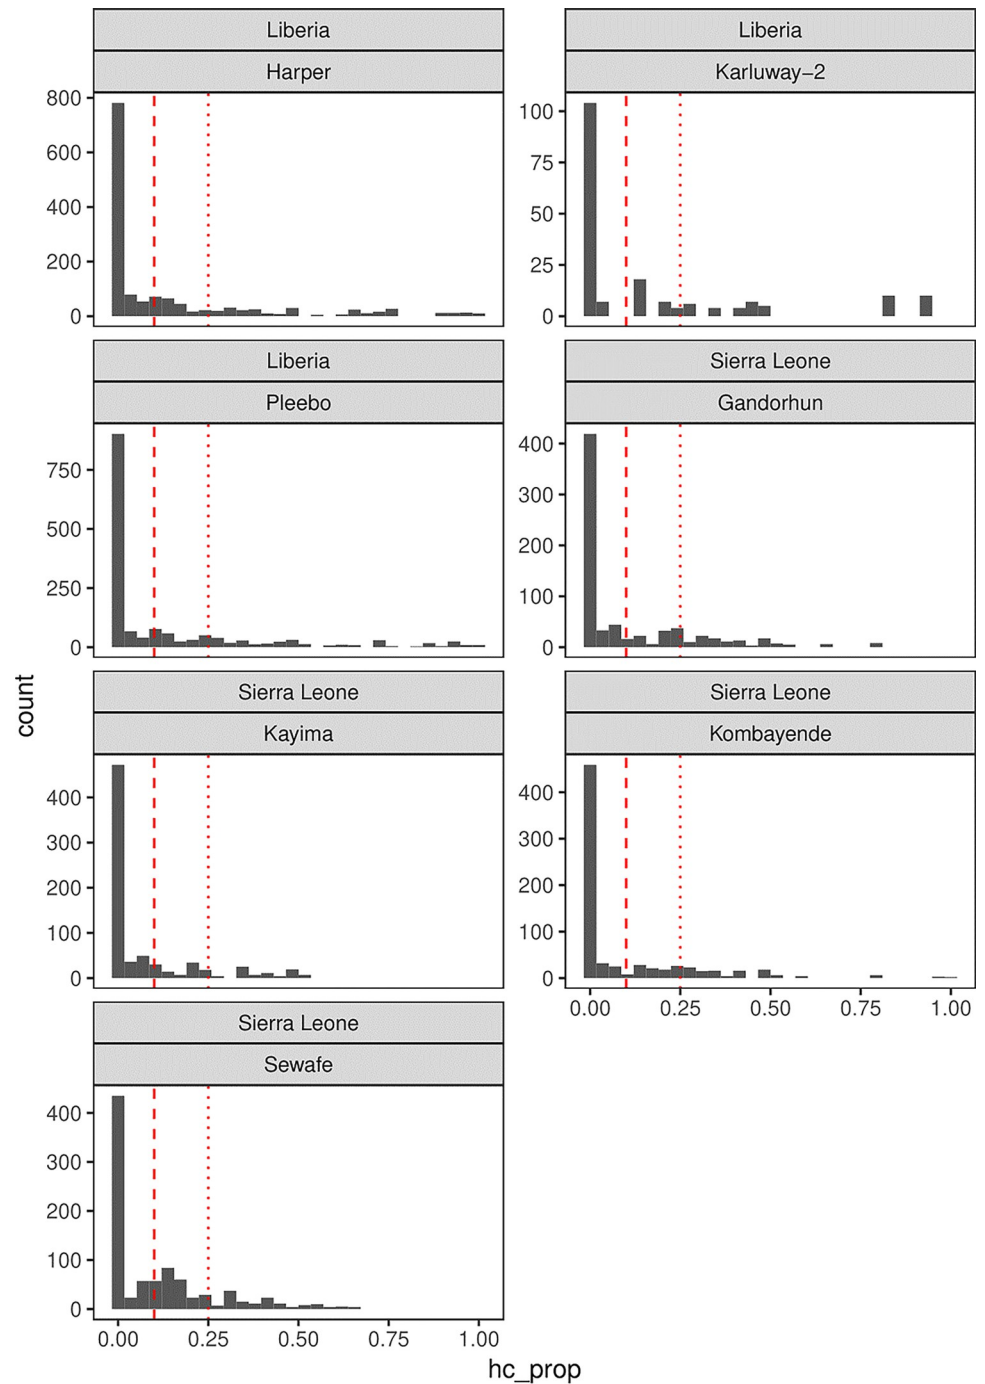 Liberia
Harper
800
600
400
200
0
Liberia
Karluway−2
100
75
50
25
0
Liberia
Pleebo
750
500
250
0
Sierra Leone
Gandorhun
400
300
200
100
0
Sierra Leone
Kayima
400
300
200
100
0
Sierra Leone
Kombayende
400
300
200
100
0
0.00 0.25 0.50 0.75 1.00
Sierra Leone
Sewafe
400
300
200
100
0
0.00 0.25 0.50 0.75 1.00
count
hc_prop